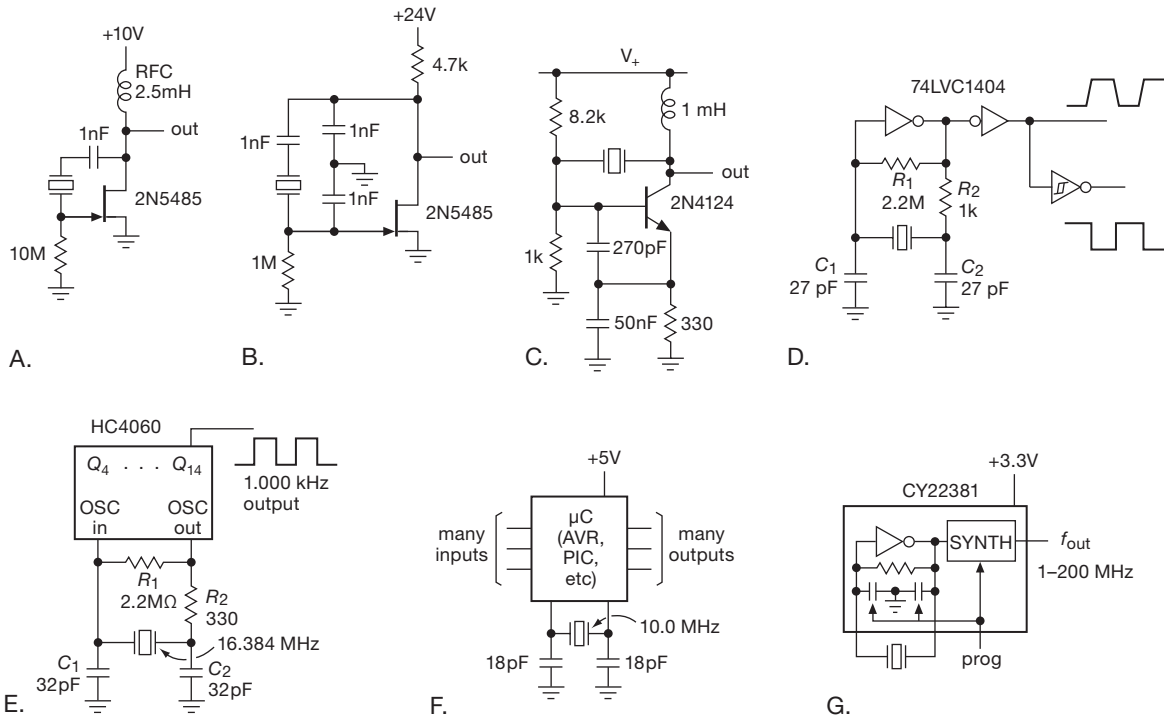 +10V
RFC
2.5mH
1nF
out
2N5485
10M
A.
+24V
4.7k
1nF
1nF
out
1nF
2N5485
1M
B.
V+
8.2k
1 mH
out
2N4124
1k
270pF
50nF
330
C.
74LVC1404
R1
2.2M
R2
1k
C1
27 pF
C2
27 pF
D.
HC4060
Q4 . . . Q14
1.000 kHz
output
OSC
in
OSC
out
R1
2.2MΩ
R2
330
16.384 MHz
C1
32pF
C2
32pF
E.
+5V
many
inputs
µC
(AVR,
PIC,
etc)
many
outputs
10.0 MHz
18pF
18pF
F.
+3.3V
CY22381
SYNTH
fout
1–200 MHz
prog
G.